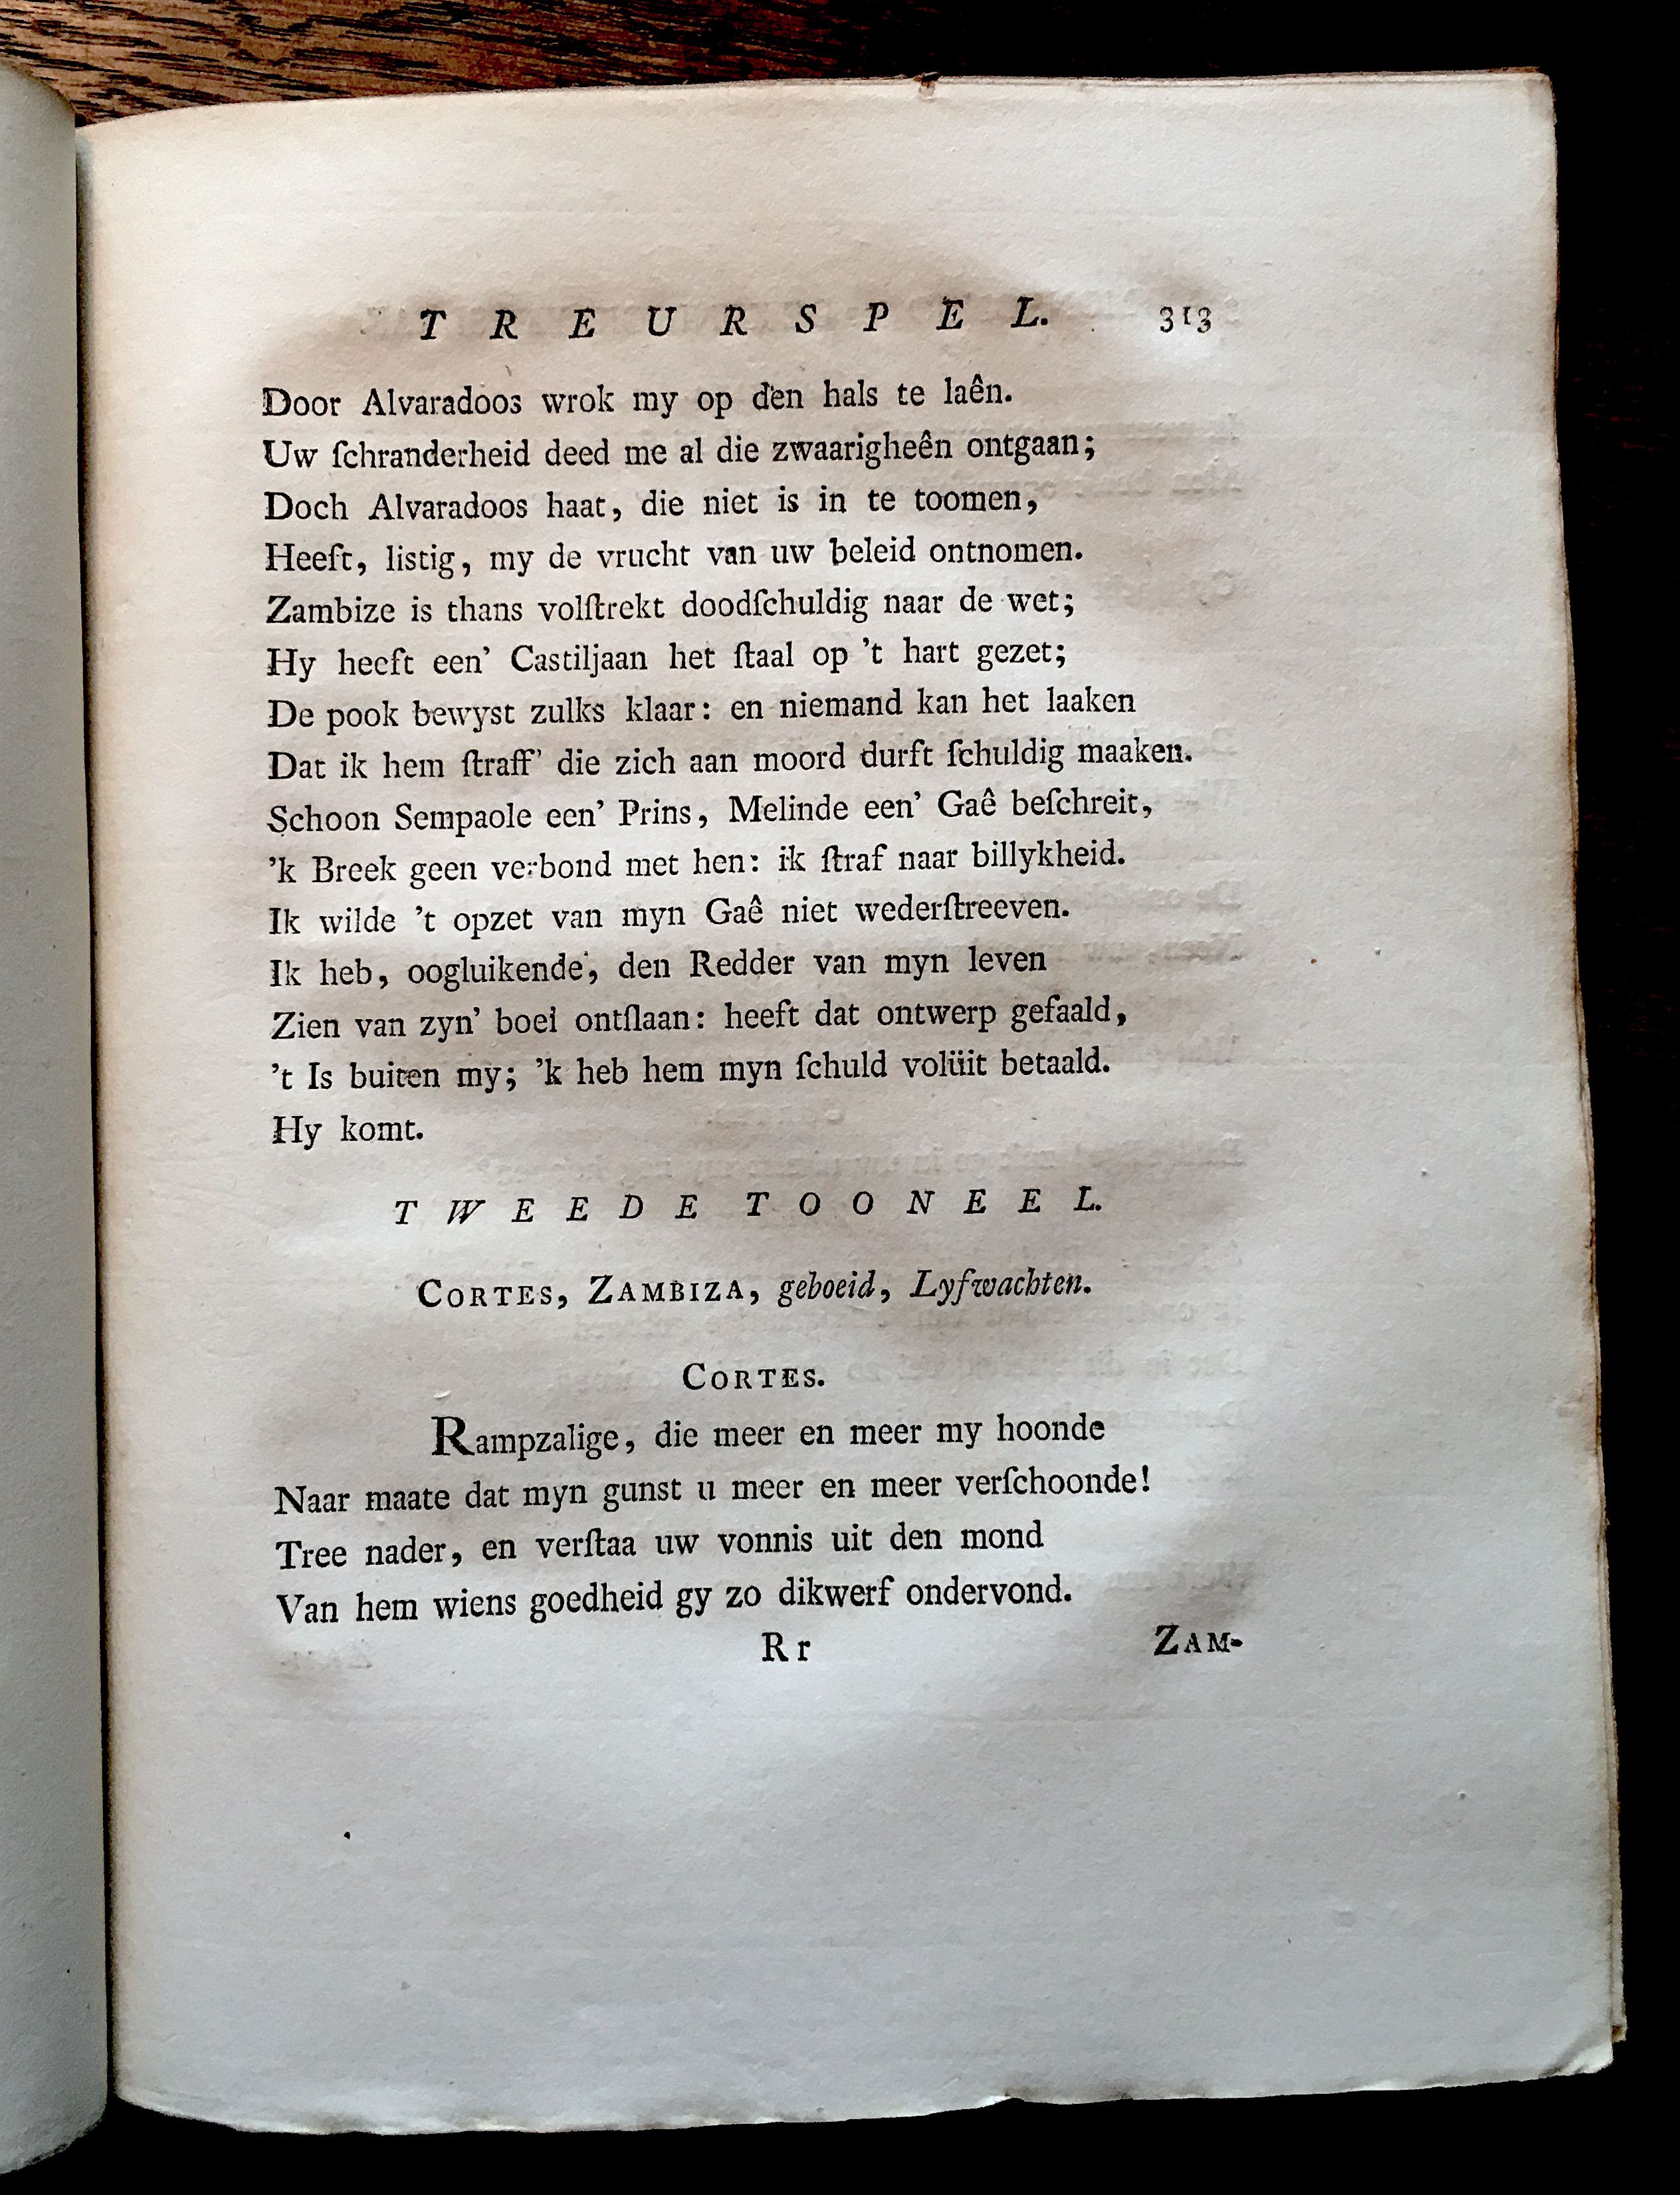 TREURSPEL. 313
Door Alvaradoos wrok my op den hals te laên.
Uw ſchranderheid deed me al die zwaarigheên ontgaan;
Doch Alvaradoos haat, die niet is in te toomen,
Heeft, listig, my de vrucht van uw beleid ontnomen.
Zambize is thans volſtrekt doodſchuldig naar de wet;
Hy heeft een' Castiljaan het ſtaal op 't hart gezet;
De pook bewyst zulks klaar: en niemand kan het laaken
Dat ik hem ſtraff' die zich aan moord durft ſchuldig maaken.
Schoon Sempaole een' Prins, Melinde een' Gaê beſchreit,
'k Breek geen verbond met hen: ik ſtraf naar billykheid.
Ik wilde 't opzet van myn Gaê niet wederſtreeven.
Ik heb, oogluikende, den Redder van myn leven
Zien van zyn' boei ontſlaan: heeft dat ontwerp gefaald,
't Is buiten my; 'k heb hem myn ſchuld volüit betaald.
Hy komt.
TWEEDE TOONEEL.
CORTES, ZAMBIZA, geboeid, Lyfwachten.
CORTES.
Rampzalige, die meer en meer my hoonde
Naar maate dat myn gunst u meer en meer verſchoonde!
Tree nader, en verſtaa uw vonnis uit den mond
Van hem wiens goedheid gy zo dikwerf ondervond.
Rr ZAM-